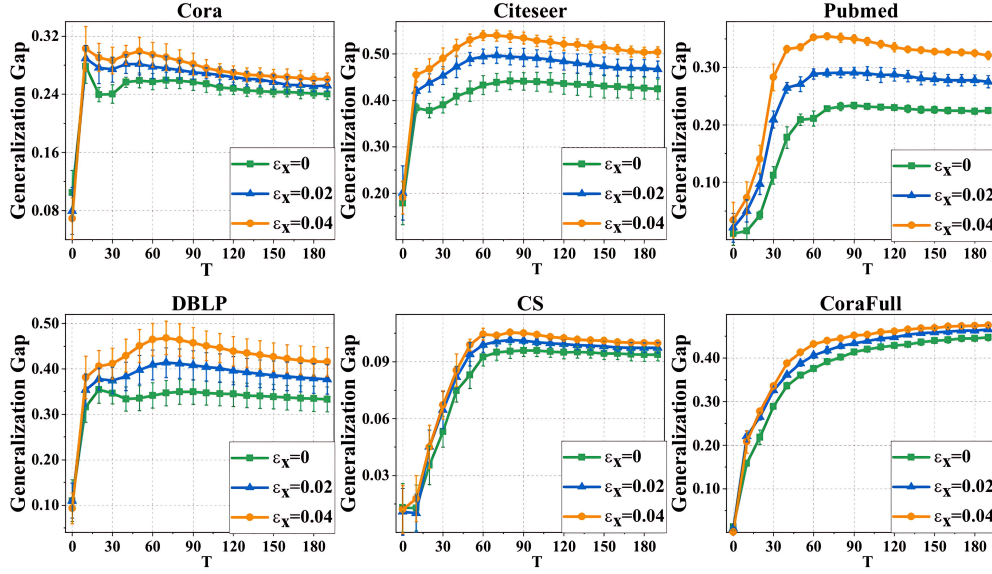 Cora
Generalization Gap
0.32
0.24
0.16
0.08
0 30 60 90 120 150 180
T
εx=0
εx=0.02
εx=0.04
Citeseer
Generalization Gap
0.50
0.40
0.30
0.20
0 30 60 90 120 150 180
T
εx=0
εx=0.02
εx=0.04
Pubmed
Generalization Gap
0.30
0.20
0.10
0 30 60 90 120 150 180
T
εx=0
εx=0.02
εx=0.04
DBLP
Generalization Gap
0.50
0.40
0.30
0.20
0.10
0 30 60 90 120 150 180
T
εx=0
εx=0.02
εx=0.04
CS
Generalization Gap
0.09
0.06
0.03
0 30 60 90 120 150 180
T
εx=0
εx=0.02
εx=0.04
CoraFull
Generalization Gap
0.40
0.30
0.20
0.10
0 30 60 90 120 150 180
T
εx=0
εx=0.02
εx=0.04